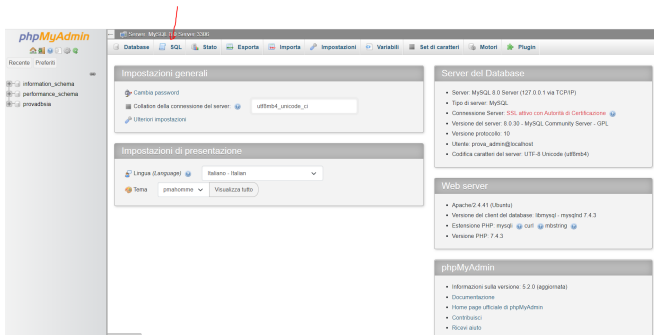 phpMyAdmin
Recente Preferiti
information_schema
performance_schema
provadbsia
Server: MySQL 8.0 Server:3306
Database SQL Stato Esporta Importa Impostazioni Variabili Set di caratteri Motori Plugin
Impostazioni generali
Cambia password
Collation della connessione del server: utf8mb4_unicode_ci
Ulteriori impostazioni
Impostazioni di presentazione
Lingua (Language) Italiano - Italian
Tema pmahomme Visualizza tutto
Server del Database
Server: MySQL 8.0 Server (127.0.0.1 via TCP/IP)
Tipo di server: MySQL
Connessione Server: SSL attivo con Autorità di Certificazione
Versione del server: 8.0.30 - MySQL Community Server - GPL
Versione protocollo: 10
Utente: prova_admin@localhost
Codifica caratteri del server: UTF-8 Unicode (utf8mb4)
Web server
Apache/2.4.41 (Ubuntu)
Versione del client del database: libmysql - mysqlnd 7.4.3
Estensione PHP: mysqli curl mbstring
Versione PHP: 7.4.3
phpMyAdmin
Informazioni sulla versione: 5.2.0 (aggiornata)
Documentazione
Home page ufficiale di phpMyAdmin
Contribuisci
Ricevi aiuto